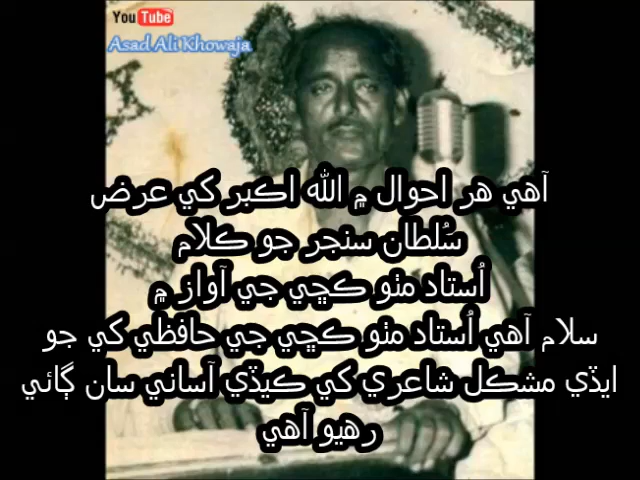 You Tube
Asad Ali Khowaja
آهي هر احوال ۾ الله اڪبر کي عرض
سُلطان سنجر جو ڪلام
اُستاد مٺو ڪڇي جي آواز ۾
سلام آهي اُستاد مٺو ڪڇي جي حافظي کي جو
ايڏي مشڪل شاعري کي ڪيڏي آساني سان ڳائي
رهيو آهي